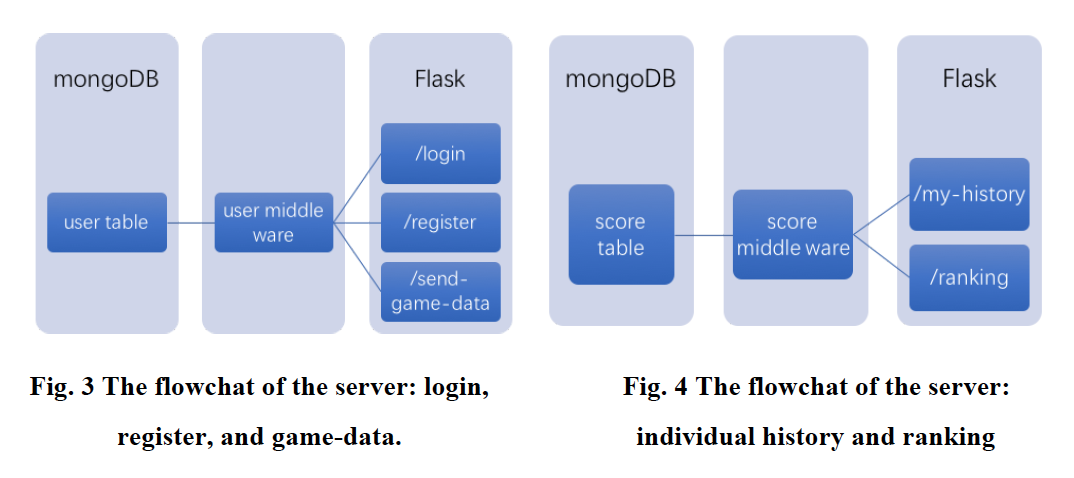 mongoDB
Flask
user table
user middle
ware
/login
/register
/send-
game-data
Fig. 3 The flowchat of the server: login,
register, and game-data.
mongoDB
Flask
score
table
score
middle ware
/my-history
/ranking
Fig. 4 The flowchat of the server:
individual history and ranking